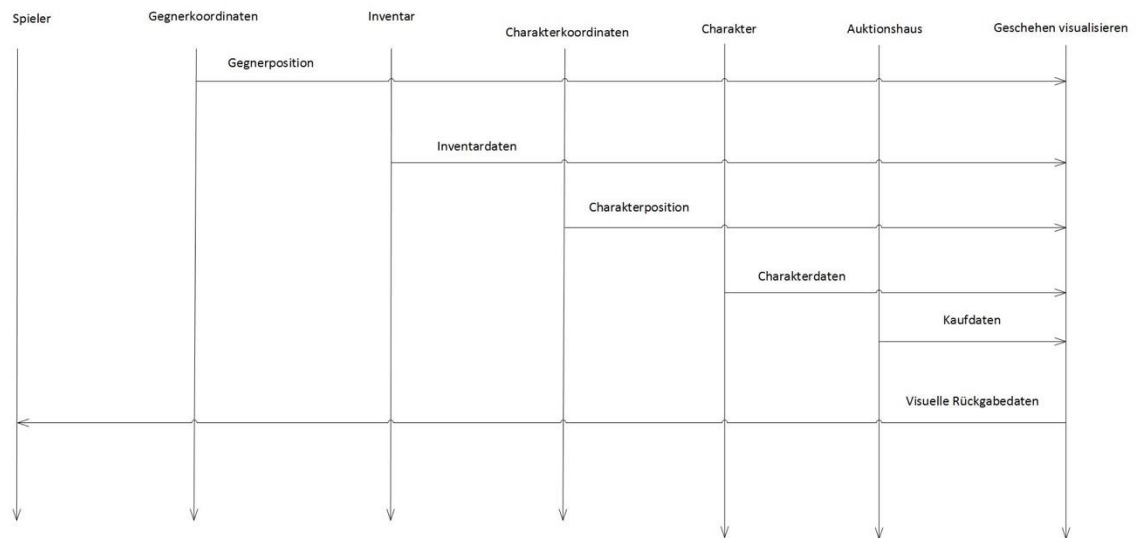 Spieler
Gegnerkoordinaten
Inventar
Charakterkoordinaten
Charakter
Auktionshaus
Geschehen visualisieren
Gegnerposition
Inventardaten
Charakterposition
Charakterdaten
Kaufdaten
Visuelle Rückgabedaten